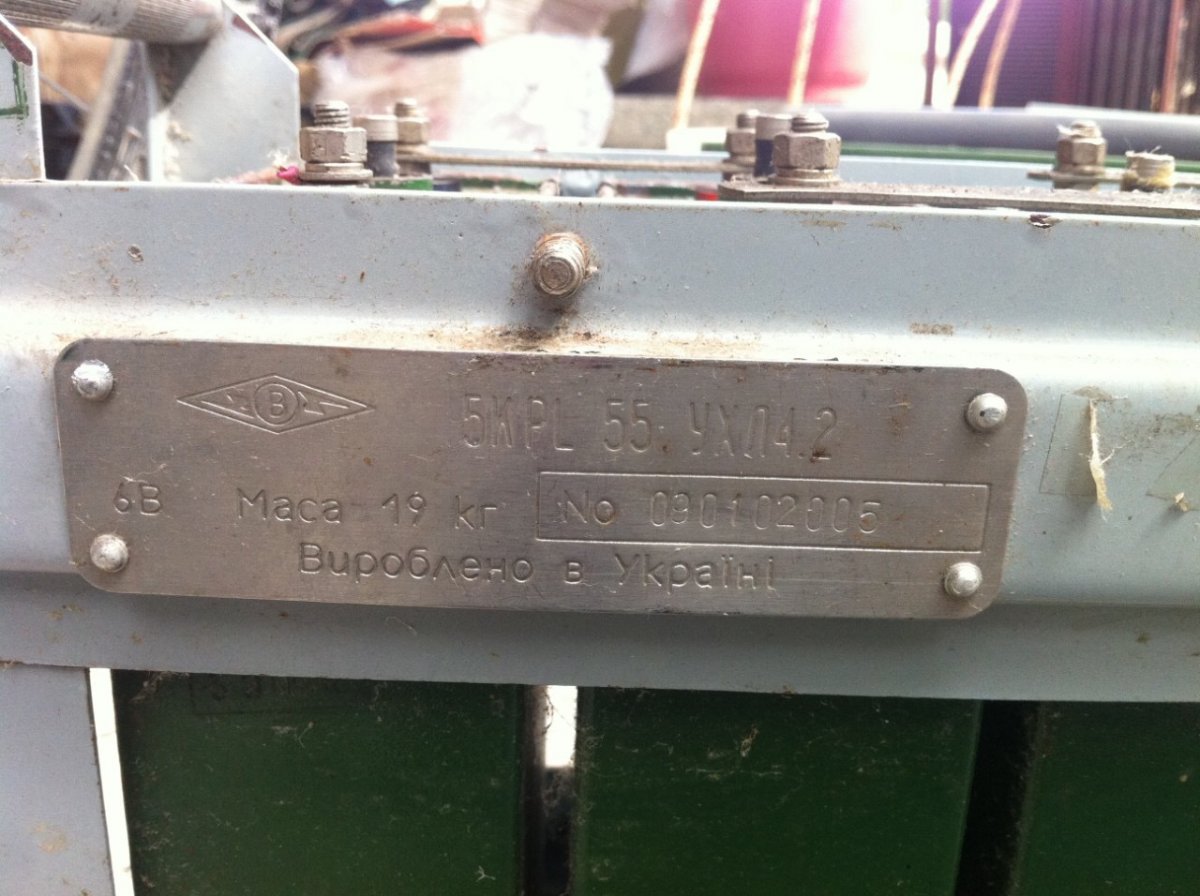 В
5KPL 55 УХЛ4.2
6В Маса 19 кг No 090102005
Вироблено в Україні